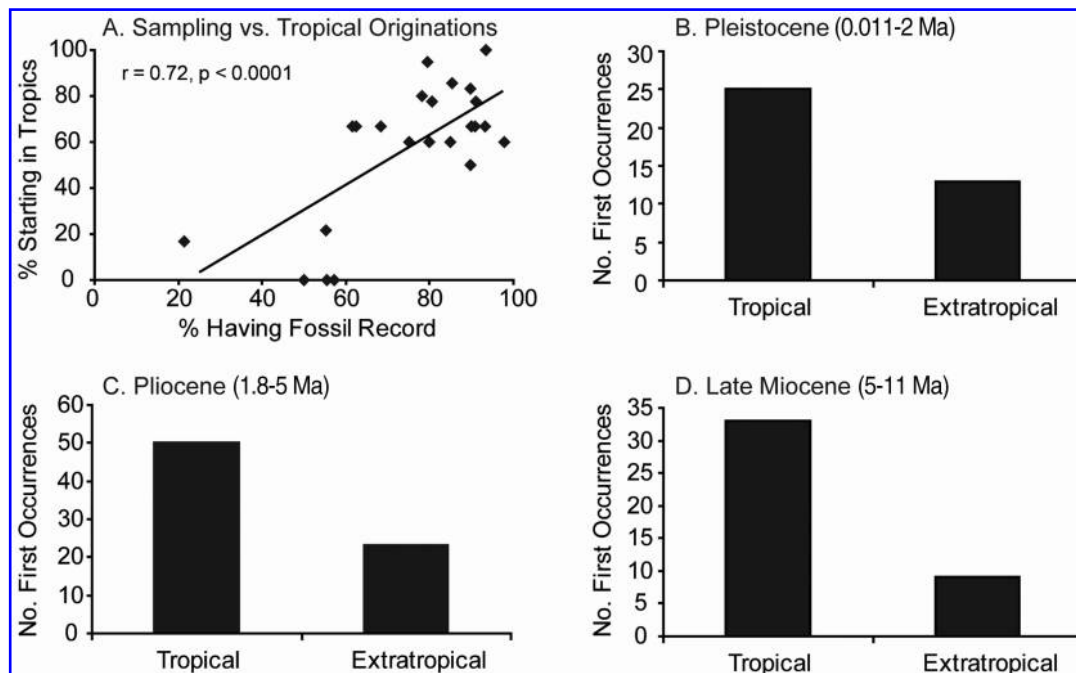 A. Sampling vs. Tropical Originations
r = 0.72, p < 0.0001
% Starting in Tropics
100
80
60
40
20
0
0 20 40 60 80 100
% Having Fossil Record
B. Pleistocene (0.011-2 Ma)
No. First Occurrences
30
25
20
15
10
5
0
Tropical Extratropical
C. Pliocene (1.8-5 Ma)
No. First Occurrences
60
50
40
30
20
10
0
Tropical Extratropical
D. Late Miocene (5-11 Ma)
No. First Occurrences
35
30
25
20
15
10
5
0
Tropical Extratropical